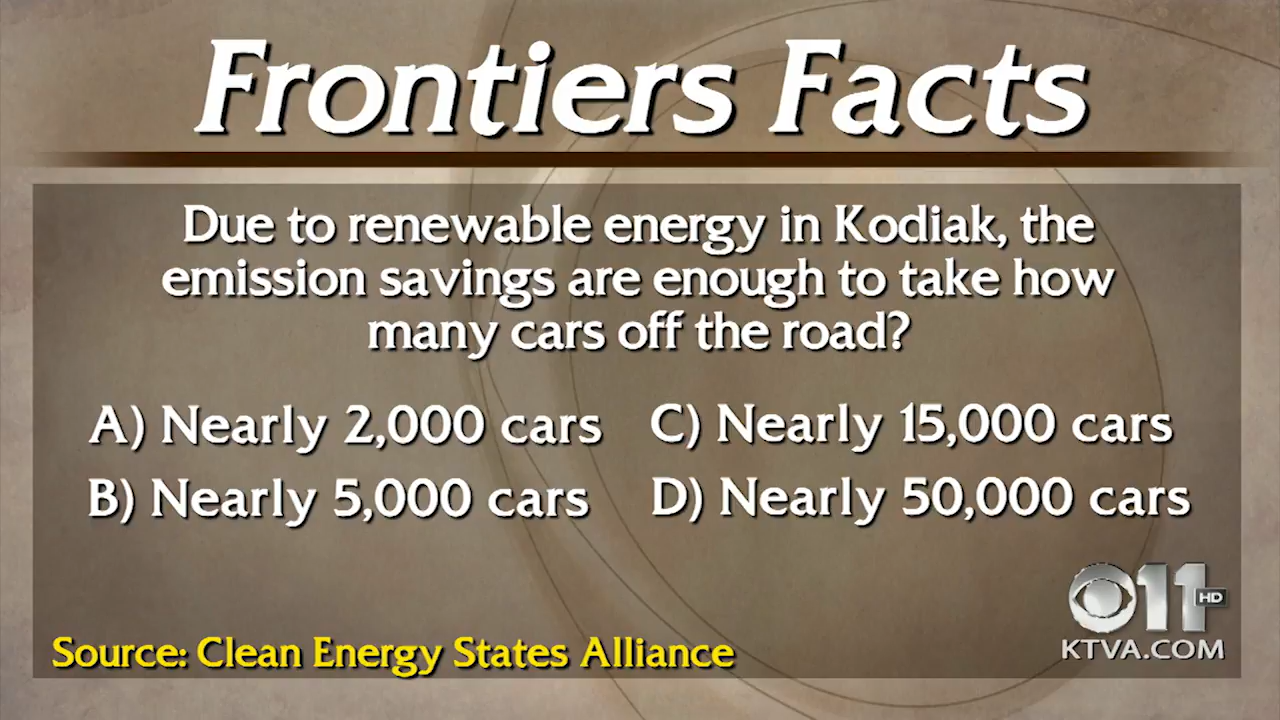 Frontiers Facts
Due to renewable energy in Kodiak, the
emission savings are enough to take how
many cars off the road?
A) Nearly 2,000 cars
B) Nearly 5,000 cars
C) Nearly 15,000 cars
D) Nearly 50,000 cars
11 HD
KTVA.COM
Source: Clean Energy States Alliance